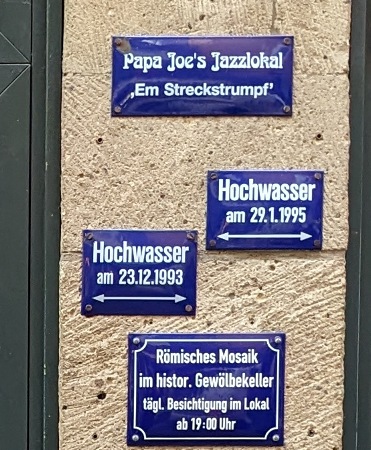 Papa Joe's Jazzlokal
‚Em Streckstrumpf'
Hochwasser
am 29.1.1995
Hochwasser
am 23.12.1993
Römisches Mosaik
im histor. Gewölbekeller
tägl. Besichtigung im Lokal
ab 19:00 Uhr